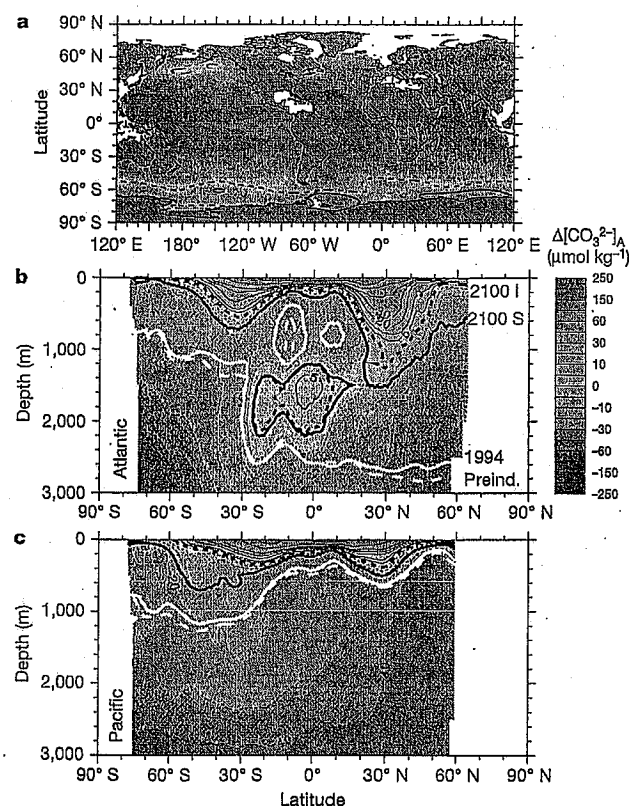 a
90° N
60° N
30° N
0°
30° S
60° S
90° S
Latitude
120° E 180° W 120° W 60° W 0° 60° E 120° E
Δ[CO₃²⁻]A
(μmol kg⁻¹)
250
150
60
30
10
0
-10
-30
-60
-150
-250
b
0
1,000
2,000
3,000
Depth (m)
Atlantic
2100 I
2100 S
1994
Preind.
90° S 60° S 30° S 0° 30° N 60° N 90° N
c
0
1,000
2,000
3,000
Depth (m)
Pacific
90° S 60° S 30° S 0° 30° N 60° N 90° N
Latitude